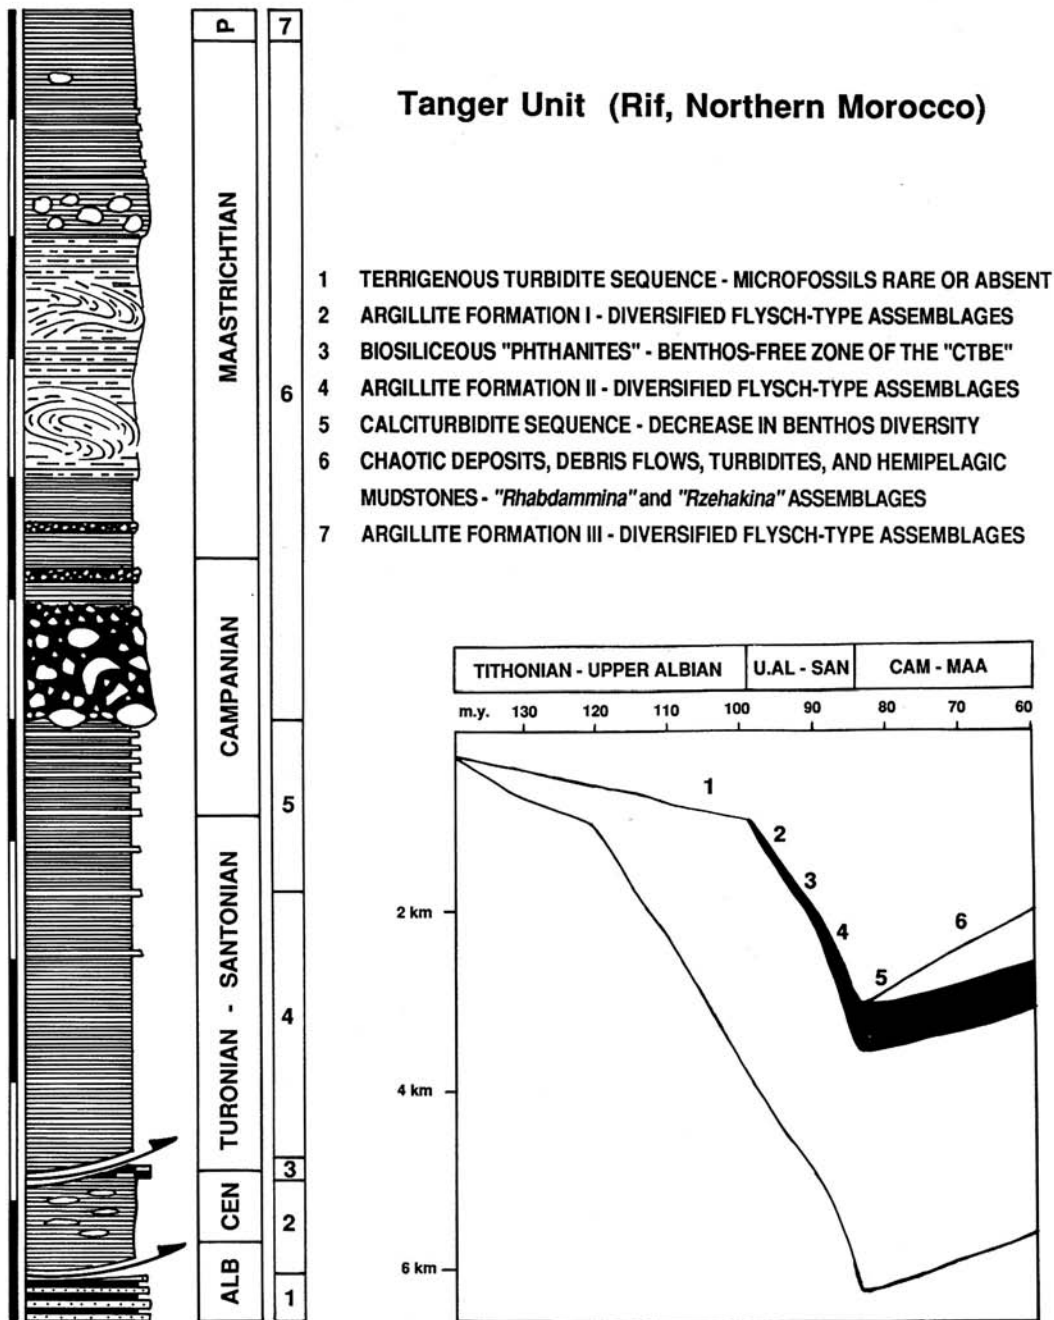 P
7
Tanger Unit (Rif, Northern Morocco)
MAASTRICHTIAN
6
1 TERRIGENOUS TURBIDITE SEQUENCE - MICROFOSSILS RARE OR ABSENT
2 ARGILLITE FORMATION I - DIVERSIFIED FLYSCH-TYPE ASSEMBLAGES
3 BIOSILICEOUS "PHTHANITES" - BENTHOS-FREE ZONE OF THE "CTBE"
4 ARGILLITE FORMATION II - DIVERSIFIED FLYSCH-TYPE ASSEMBLAGES
5 CALCITURBIDITE SEQUENCE - DECREASE IN BENTHOS DIVERSITY
6 CHAOTIC DEPOSITS, DEBRIS FLOWS, TURBIDITES, AND HEMIPELAGIC
MUDSTONES - "Rhabdammina" and "Rzehakina" ASSEMBLAGES
7 ARGILLITE FORMATION III - DIVERSIFIED FLYSCH-TYPE ASSEMBLAGES
CAMPANIAN
5
TURONIAN - SANTONIAN
4
3
CEN
2
ALB
1
TITHONIAN - UPPER ALBIAN U.AL - SAN CAM - MAA
m.y. 130 120 110 100 90 80 70 60
1
2
3
4
5
6
2 km
4 km
6 km